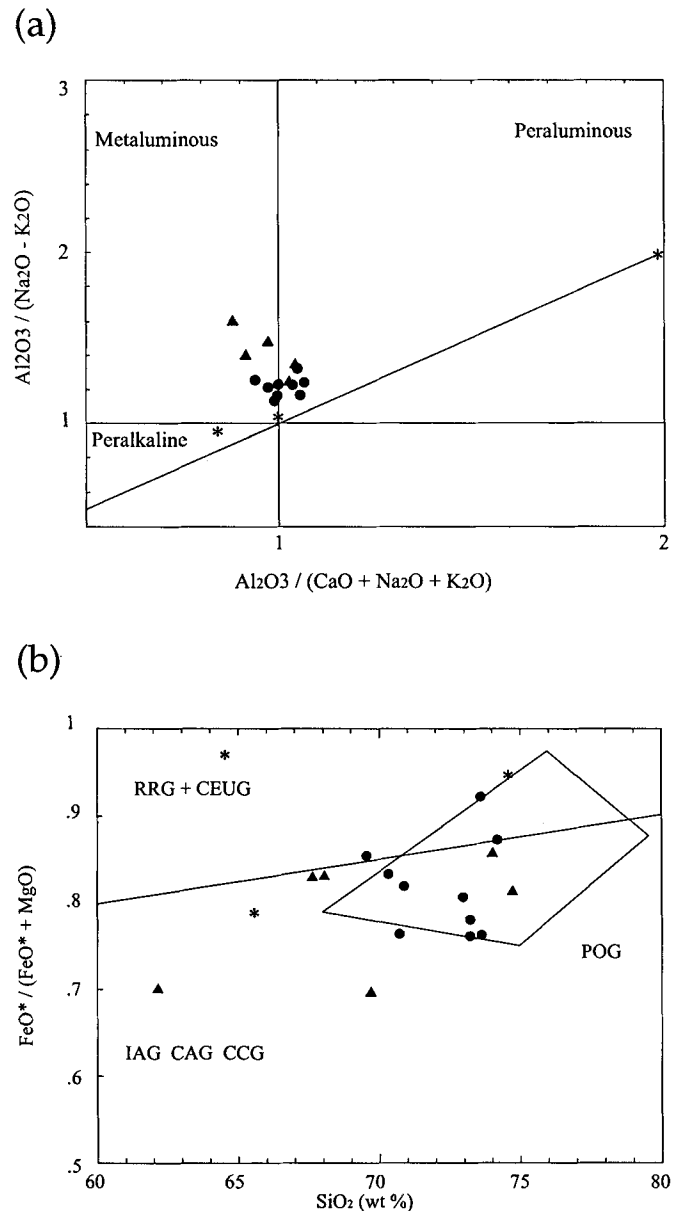 (a)
3
Metaluminous
Peraluminous
2
Al2O3 / (Na2O - K2O)
1
Peralkaline
1
2
Al2O3 / (CaO + Na2O + K2O)
(b)
1
RRG + CEUG
.9
.8
FeO* / (FeO* + MgO)
POG
.7
IAG CAG CCG
.6
.5
60
65
70
75
80
SiO2 (wt %)